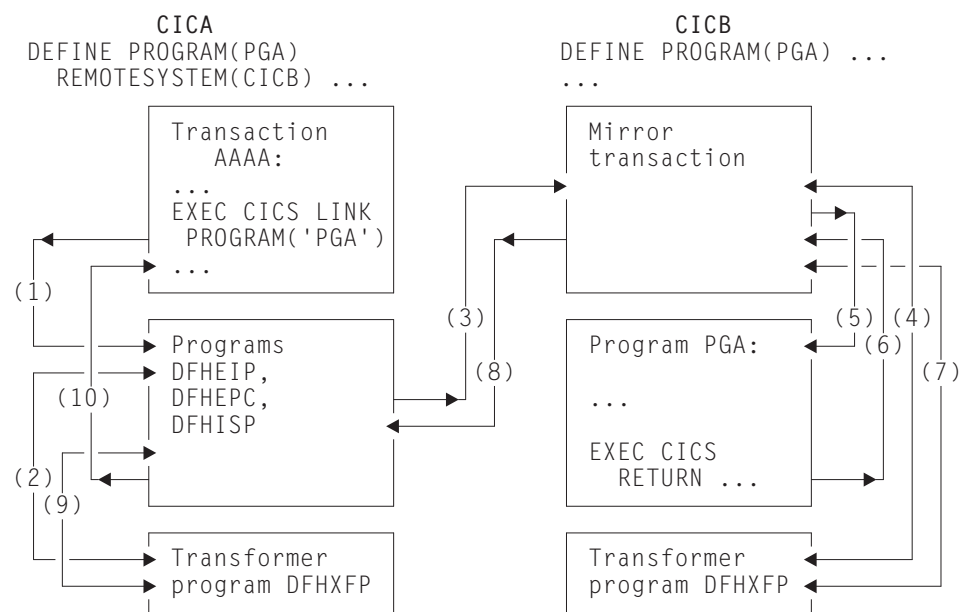 CICA
DEFINE PROGRAM(PGA)
REMOTESYSTEM(CICB) ...
Transaction
AAAA:
...
EXEC CICS LINK
PROGRAM('PGA')
...
(1)
Programs
DFHEIP,
DFHEPC,
DFHISP
(10)
(2)
(9)
Transformer
program DFHXFP
(3)
(8)
CICB
DEFINE PROGRAM(PGA) ...
...
Mirror
transaction
(5)
(4)
(6)
(7)
Program PGA:
...
EXEC CICS
RETURN ...
Transformer
program DFHXFP